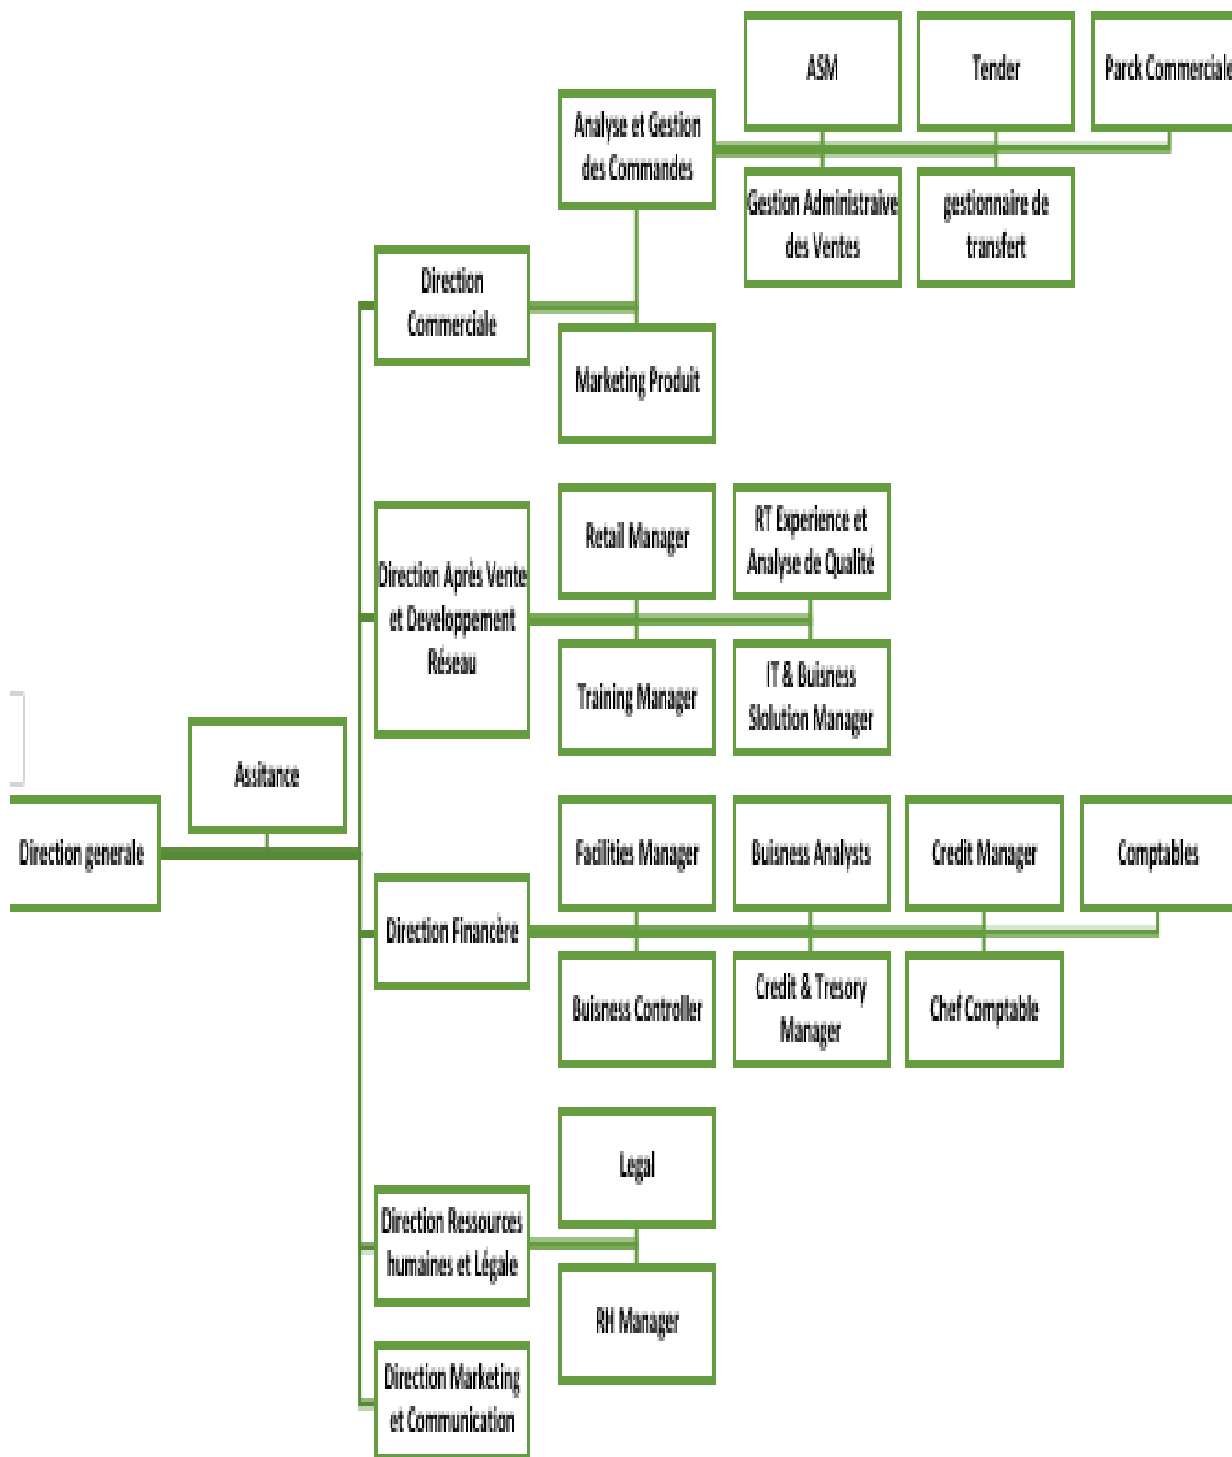 ASM
Tender
Parck Commerciale
Analyse et Gestion
des Commandes
Gestion Administraive
des Ventes
gestionnaire de
transfert
Direction
Commerciale
Marketing Produit
Retail Manager
RT Experience et
Analyse de Qualité
Direction Après Vente
et Developpement
Réseau
Training Manager
IT & Buisness
Slolution Manager
Assitance
Direction generale
Facilities Manager
Buisness Analysts
Credit Manager
Comptables
Direction Financère
Buisness Controller
Credit & Tresory
Manager
Chef Comptable
Legal
Direction Ressources
humaines et Légale
RH Manager
Direction Marketing
et Communication